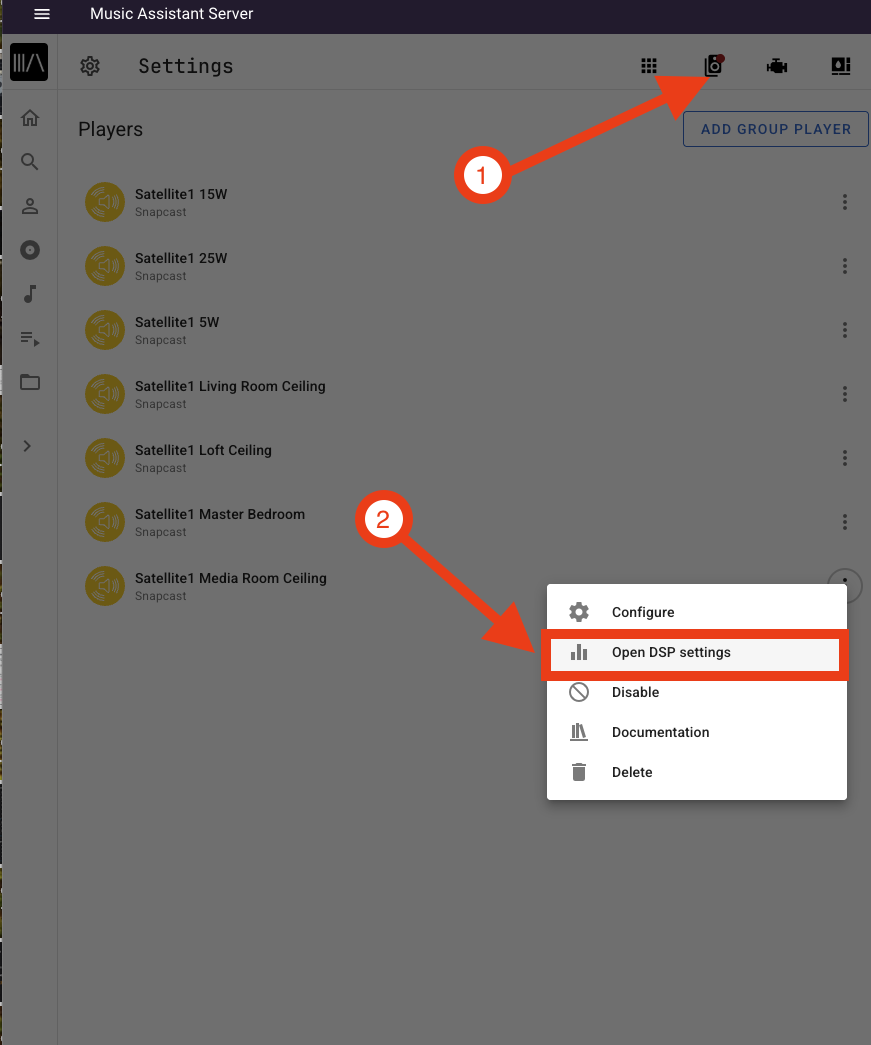 Music Assistant Server
Settings
Players
ADD GROUP PLAYER
1
Satellite1 15W
Snapcast
Satellite1 25W
Snapcast
Satellite1 5W
Snapcast
Satellite1 Living Room Ceiling
Snapcast
Satellite1 Loft Ceiling
Snapcast
2
Satellite1 Master Bedroom
Snapcast
Satellite1 Media Room Ceiling
Snapcast
Configure
Open DSP settings
Disable
Documentation
Delete